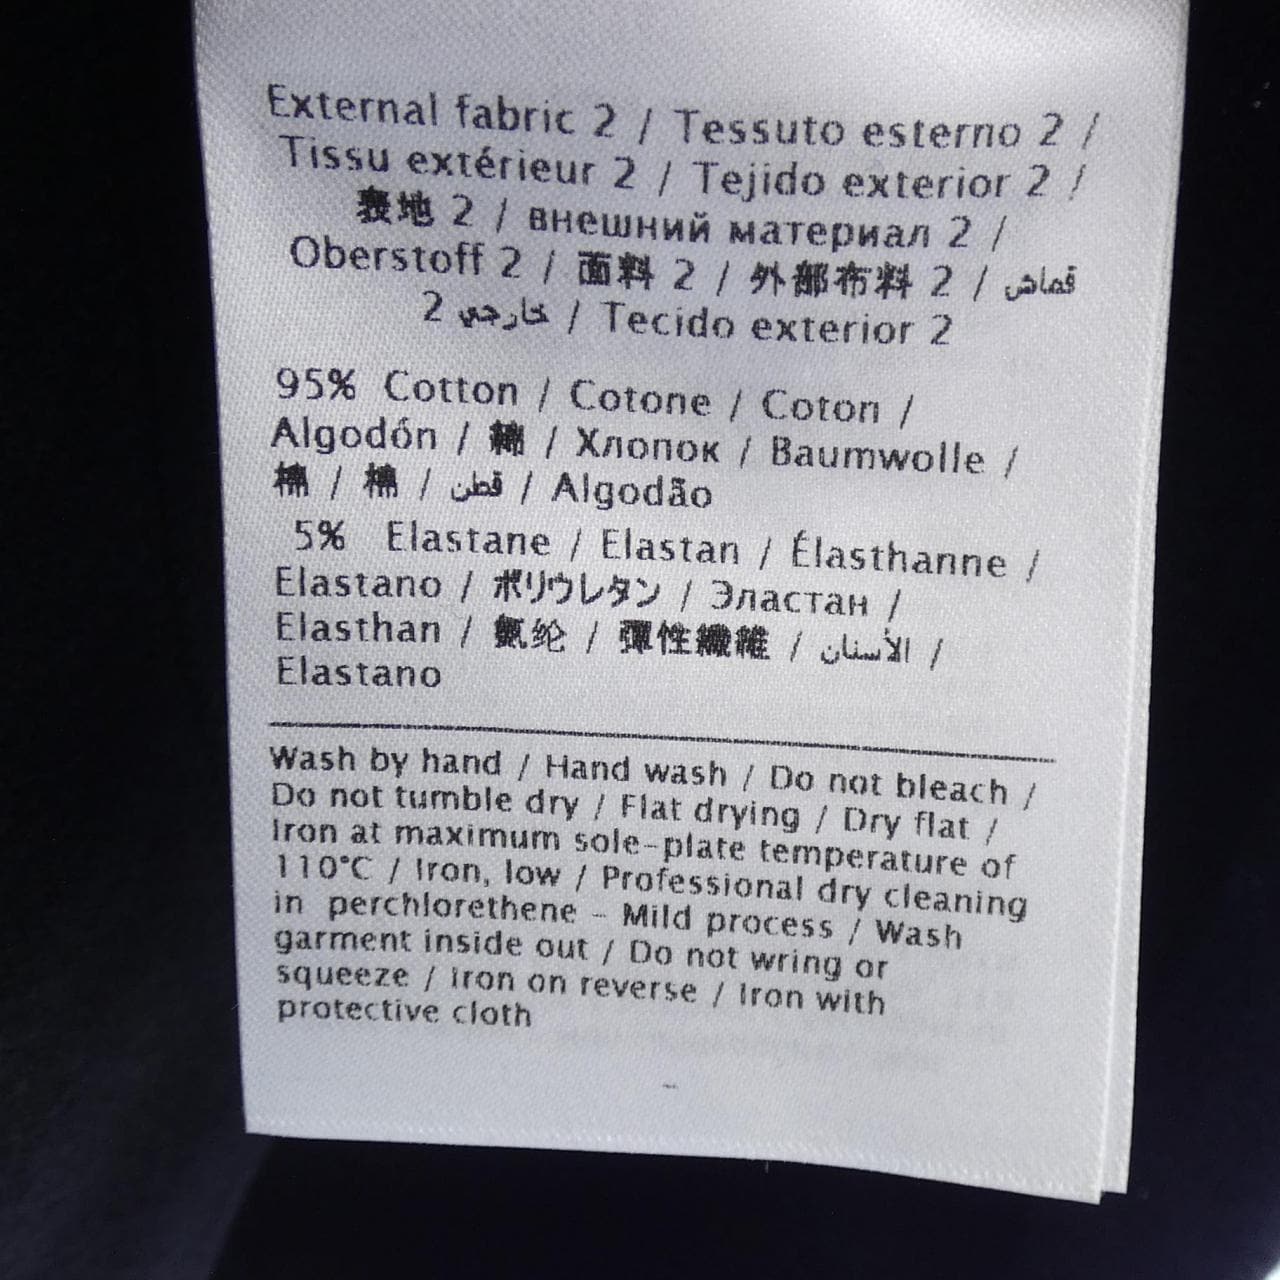 External fabric 2 / Tessuto esterno 2 /
Tissu extérieur 2 / Tejido exterior 2 /
表地 2 / внешний материал 2 /
Oberstoff 2 / 面料 2 / 外部布料 2 / قماش
2 خارجي / Tecido exterior 2
95% Cotton / Cotone / Coton /
Algodón / 綿 / Хлопок / Baumwolle /
棉 / 棉 / قطن / Algodão
5% Elastane / Elastan / Élasthanne /
Elastano / ポリウレタン / Эластан /
Elasthan / 氨纶 / 彈性纖維 / الأستان /
Elastano
Wash by hand / Hand wash / Do not bleach /
Do not tumble dry / Flat drying / Dry flat /
Iron at maximum sole-plate temperature of
110°C / Iron, low / Professional dry cleaning
in perchlorethene - Mild process / Wash
garment inside out / Do not wring or
squeeze / Iron on reverse / Iron with
protective cloth